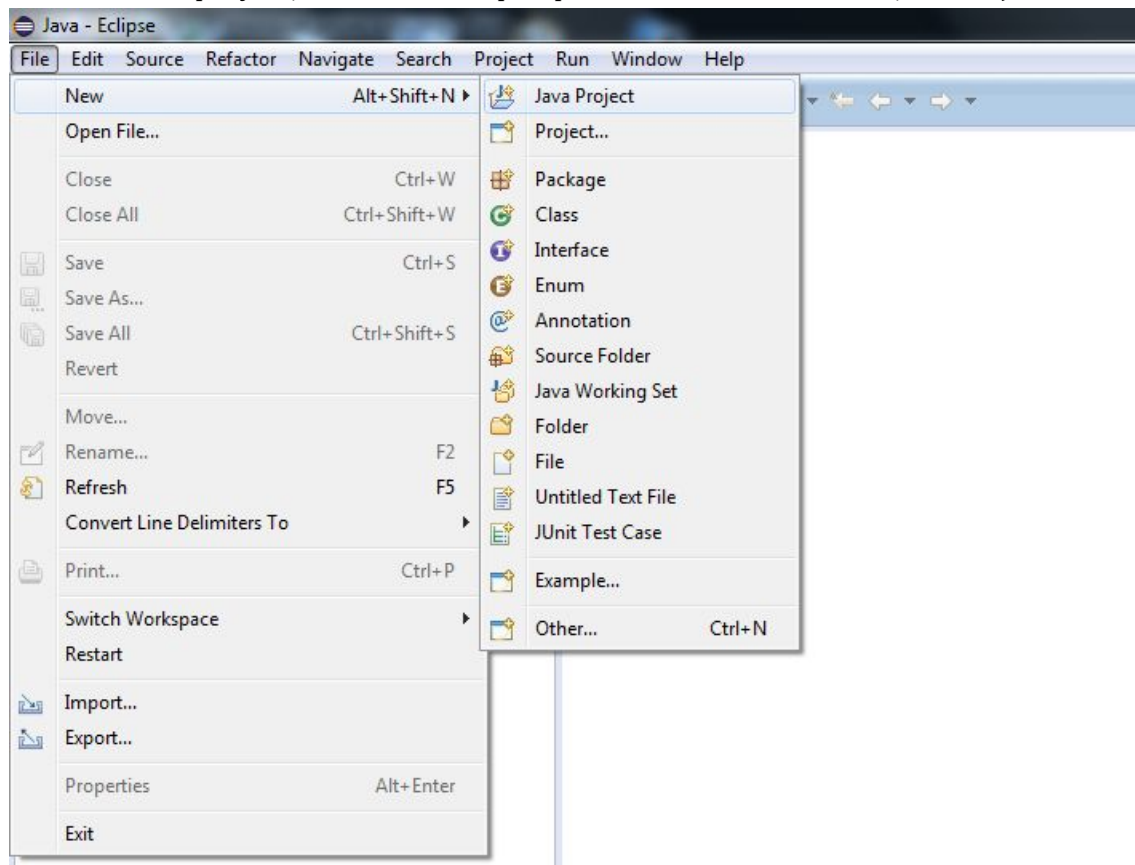 Java - Eclipse
File Edit Source Refactor Navigate Search Project Run Window Help
New Alt+Shift+N
Open File...
Close Ctrl+W
Close All Ctrl+Shift+W
Save Ctrl+S
Save As...
Save All Ctrl+Shift+S
Revert
Move...
Rename... F2
Refresh F5
Convert Line Delimiters To
Print... Ctrl+P
Switch Workspace
Restart
Import...
Export...
Properties Alt+Enter
Exit
Java Project
Project...
Package
Class
Interface
Enum
Annotation
Source Folder
Java Working Set
Folder
File
Untitled Text File
JUnit Test Case
Example...
Other... Ctrl+N